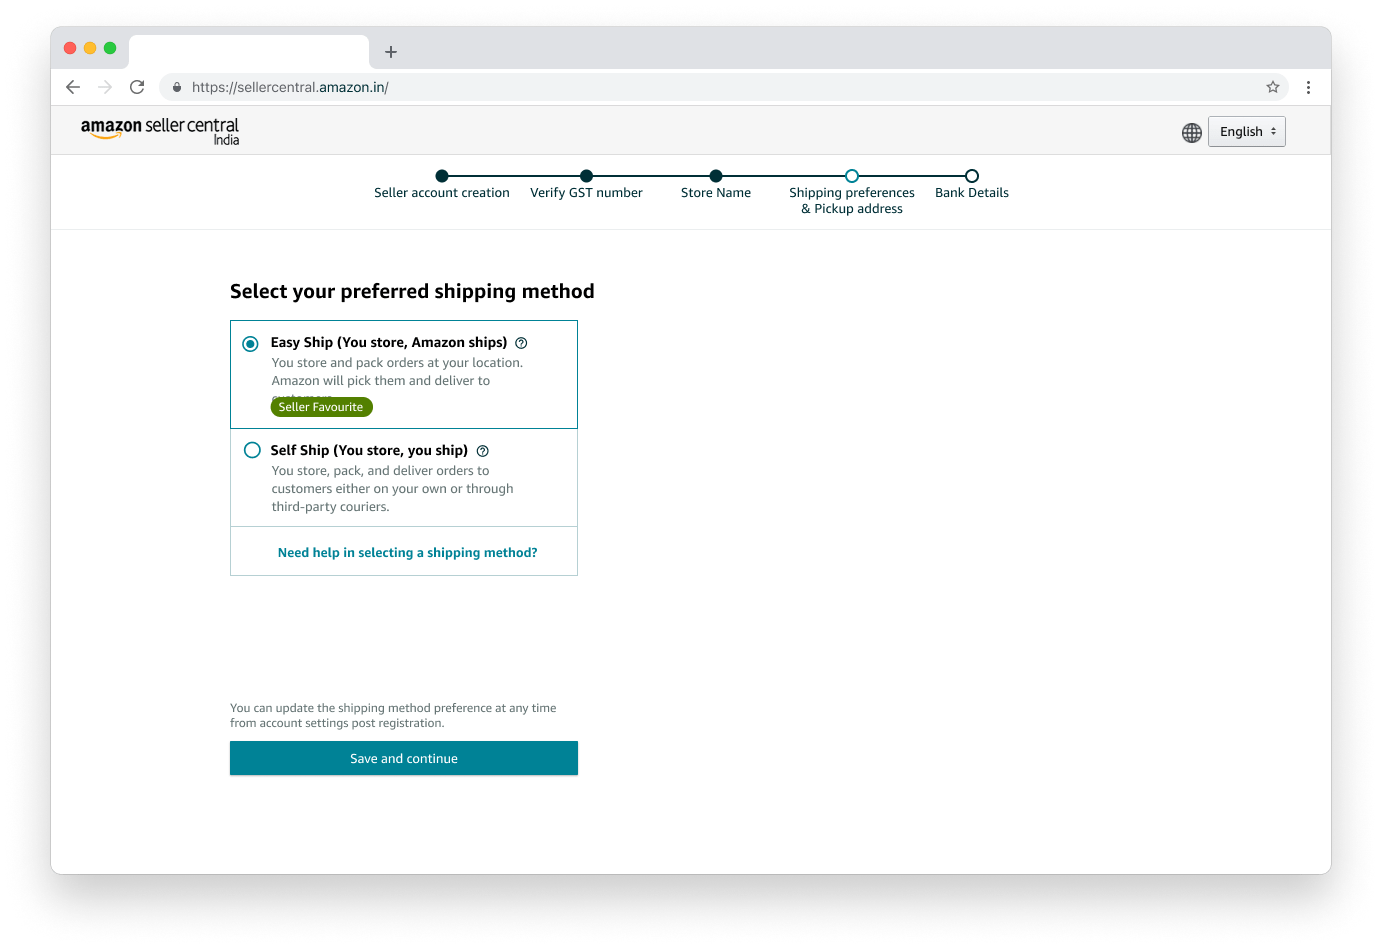 https://sellercentral.amazon.in/
amazon seller central
India
English
Seller account creation
Verify GST number
Store Name
Shipping preferences
& Pickup address
Bank Details
Select your preferred shipping method
Easy Ship (You store, Amazon ships)
You store and pack orders at your location.
Amazon will pick them and deliver to
Seller Favourite
Self Ship (You store, you ship)
You store, pack, and deliver orders to
customers either on your own or through
third-party couriers.
Need help in selecting a shipping method?
You can update the shipping method preference at any time
from account settings post registration.
Save and continue